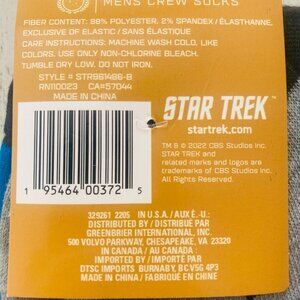 MENS CREW SOCKS
FIBER CONTENT: 98% POLYESTER, 2% SPANDEX / ÉLASTHANNE,
EXCLUSIVE OF ELASTIC / SANS ÉLASTIQUE
CARE INSTRUCTIONS: MACHINE WASH COLD, LIKE
COLORS. USE ONLY NON-CHLORINE BLEACH.
TUMBLE DRY LOW. DO NOT IRON.
STYLE # STR961486-B
RN110023 CA#57044
MADE IN CHINA
STAR TREK
startrek.com
TM & © 2022 CBS Studios Inc.
STAR TREK and
related marks and logos are
trademarks of CBS Studios Inc.
All Rights Reserved.
1 95464 00372 5
329261 2205 IN U.S.A./ AUX É.-U.:
DISTRIBUTED BY / DISTRIBUÉ PAR
GREENBRIER INTERNATIONAL, INC.
500 VOLVO PARKWAY, CHESAPEAKE, VA 23320
IN CANADA / AU CANADA:
IMPORTED BY / IMPORTÉ PAR
DTSC IMPORTS BURNABY, BC V5G 4P3
MADE IN CHINA / FABRIQUÉ EN CHINE